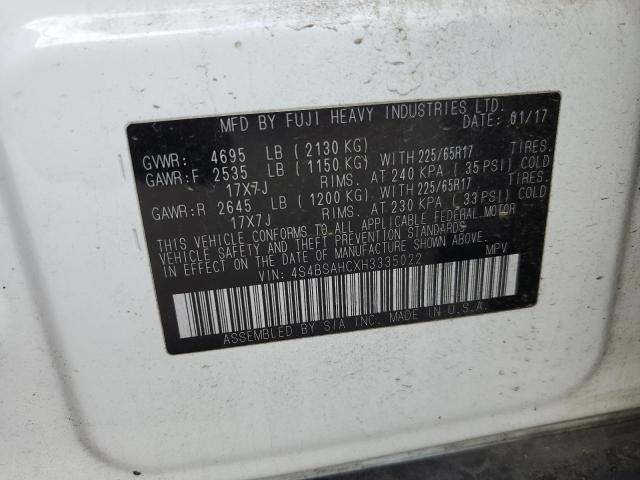 MFD BY FUJI HEAVY INDUSTRIES LTD.
DATE: 01/17
GVWR: 4695 LB (2130 KG)
GAWR:F 2535 LB (1150 KG) WITH 225/65R17 TIRES.
17X7J RIMS. AT 240 KPA (35 PSI) COLD
GAWR:R 2645 LB (1200 KG) WITH 225/65R17 TIRES.
17X7J RIMS. AT 230 KPA (33 PSI) COLD
THIS VEHICLE CONFORMS TO ALL APPLICABLE FEDERAL MOTOR
VEHICLE SAFETY, BUMPER, AND THEFT PREVENTION STANDARDS
IN EFFECT ON THE DATE OF MANUFACTURE SHOWN ABOVE.
VIN: 4S4BSAHCXH3335022 MPV
ASSEMBLED BY SIA INC. MADE IN U.S.A.